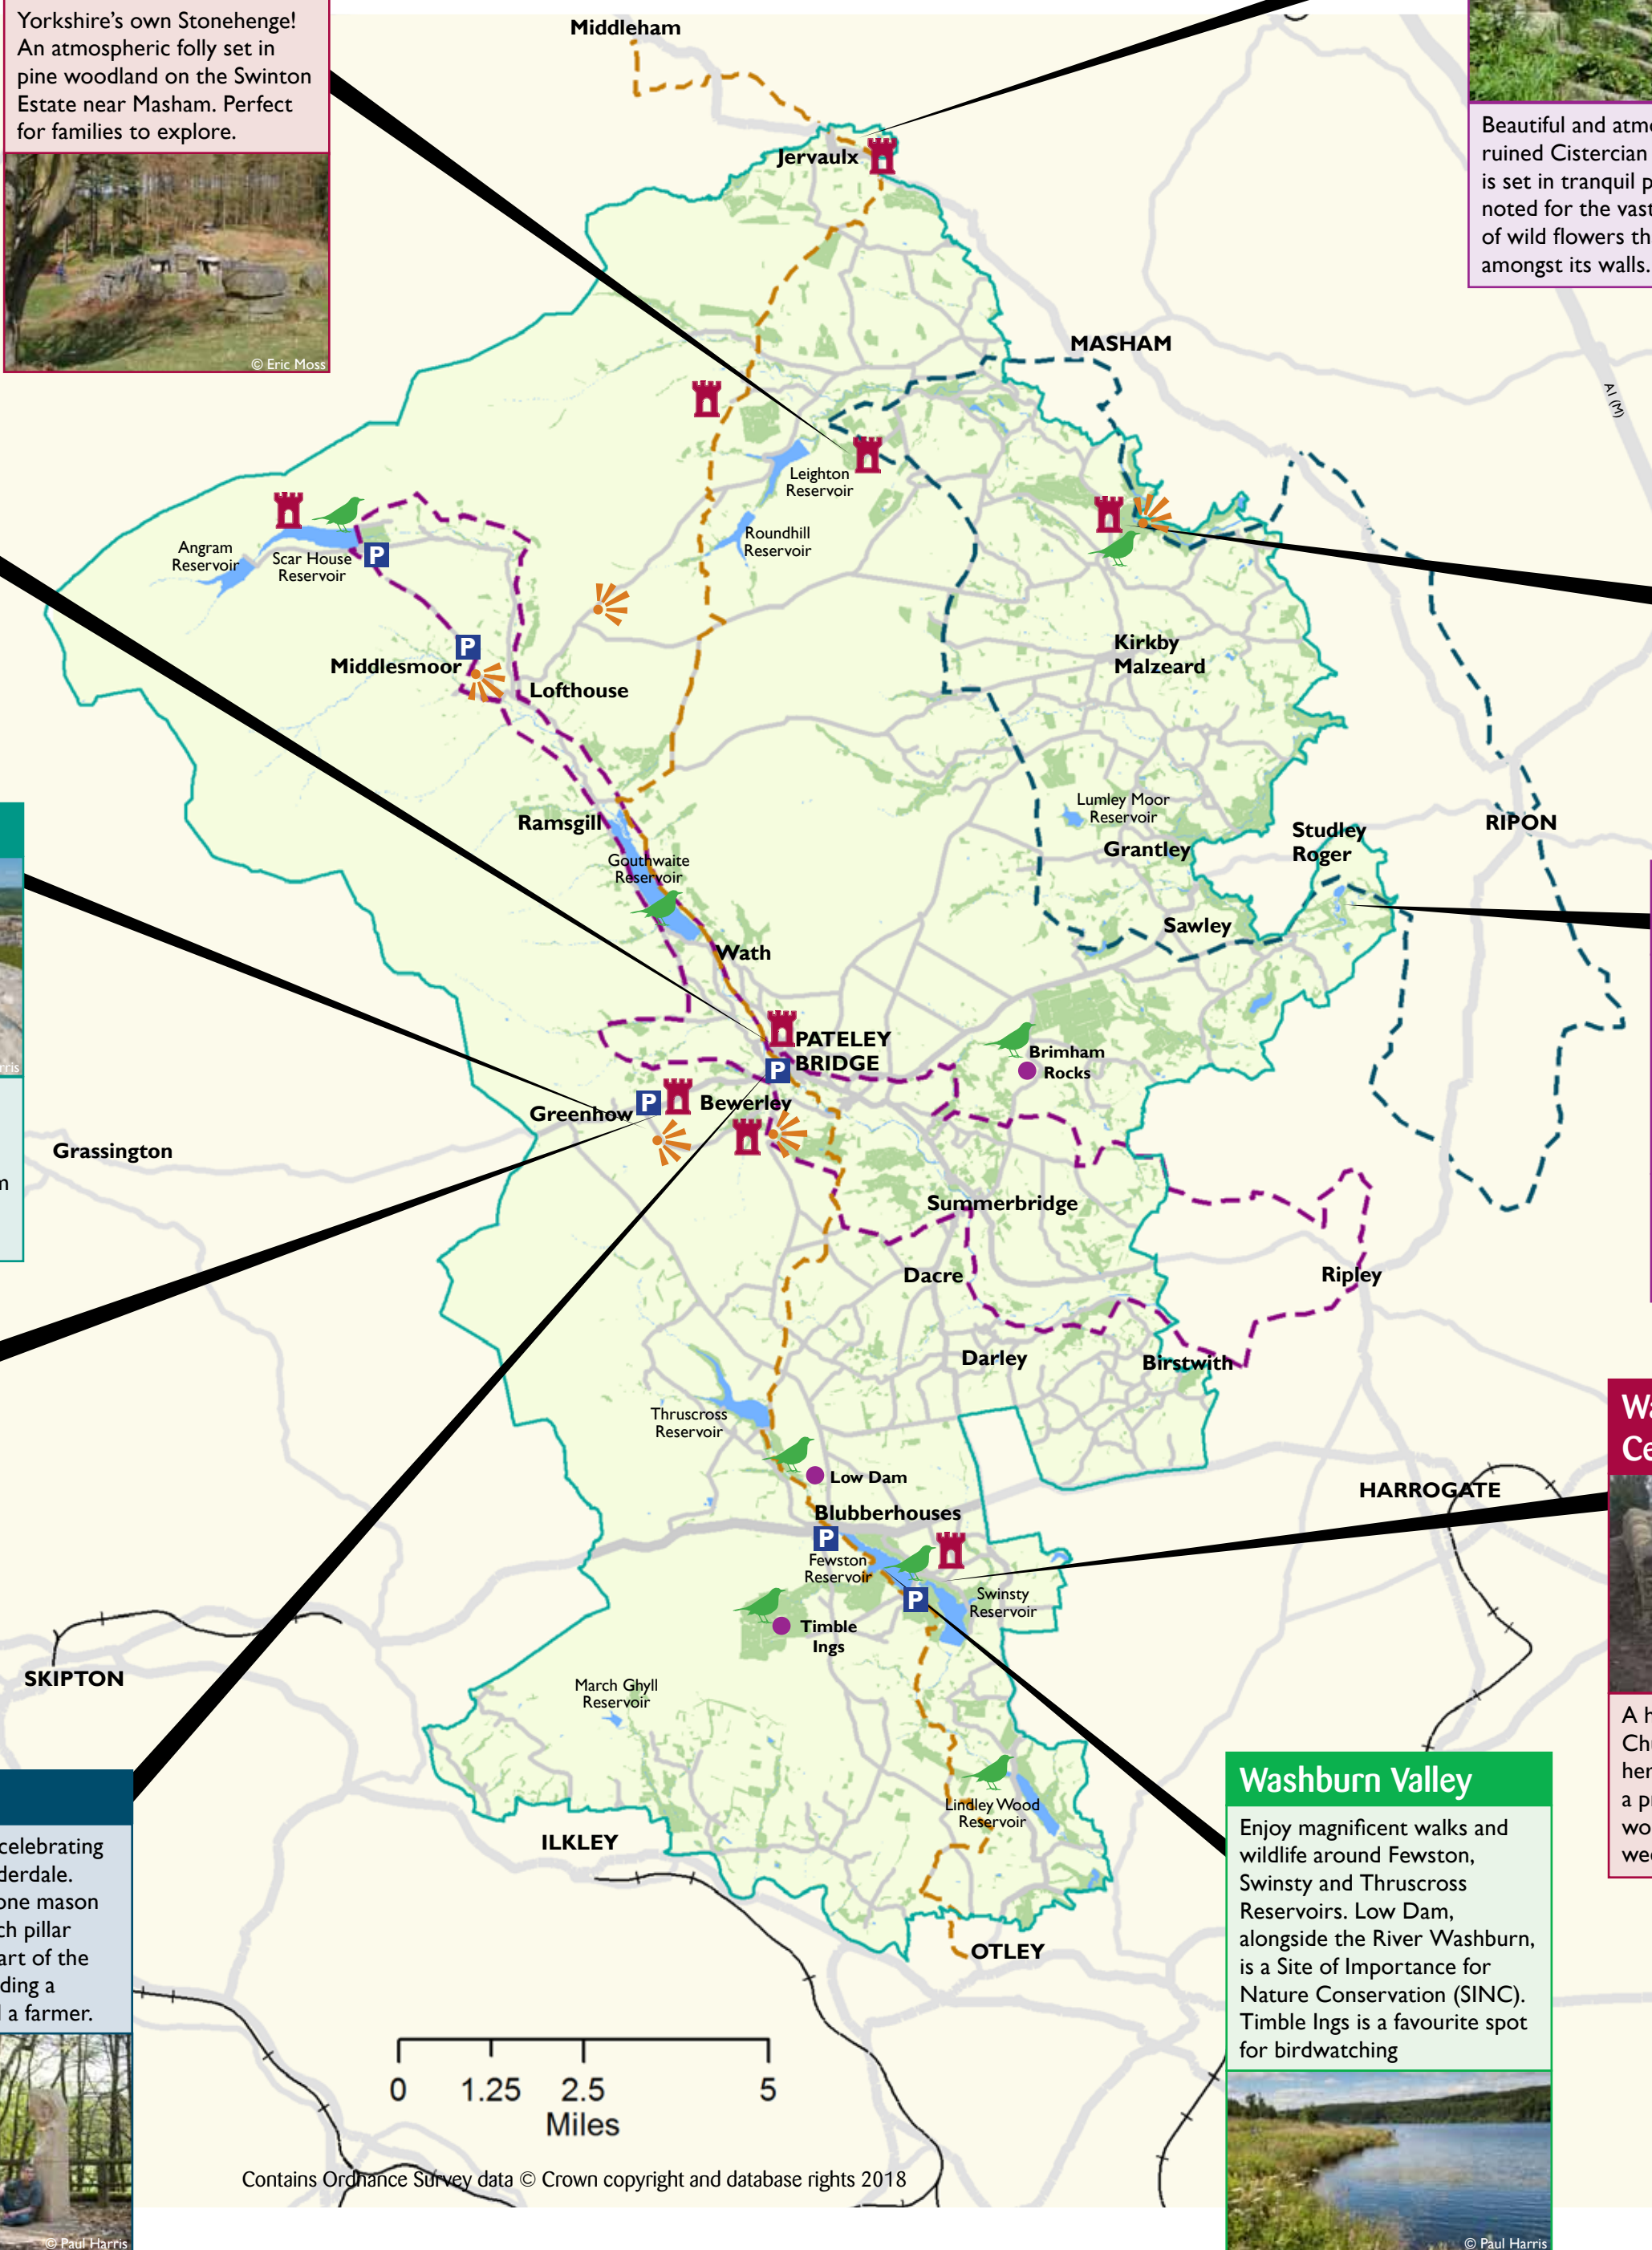 Yorkshire's own Stonehenge!
An atmospheric folly set in
pine woodland on the Swinton
Estate near Masham. Perfect
for families to explore.
© Eric Moss
Middleham
Jervaulx
Beautiful and
ruined Cistercian
is set in tranquil
noted for the vast
of wild flowers
amongst its walls.
MASHAM
A1 (M)
Leighton
Reservoir
Roundhill
Reservoir
Angram
Reservoir
Scar House
Reservoir
P
P
Middlesmoor
Lofthouse
Kirkby
Malzeard
Ramsgill
Gouthwaite
Reservoir
Lumley Moor
Reservoir
Grantley
Studley
Roger
RIPON
Sawley
Wath
PATELEY
BRIDGE
P
Brimham
Rocks
Greenhow
P
Bewerley
Grassington
Summerbridge
Dacre
Ripley
Darley
Birstwith
Thruscross
Reservoir
Low Dam
HARROGATE
Blubberhouses
P
Fewston
Reservoir
P
Swinsty
Reservoir
Timble
Ings
SKIPTON
March Ghyll
Reservoir
Lindley Wood
Reservoir
ILKLEY
OTLEY
celebrating
mason
pillar
of the
a
a farmer.
© Paul Harris
Washburn Valley
Enjoy magnificent walks and
wildlife around Fewston,
Swinsty and Thruscross
Reservoirs. Low Dam,
alongside the River Washburn,
is a Site of Importance for
Nature Conservation (SINC).
Timble Ings is a favourite spot
for birdwatching
© Paul Harris
A
a
0 1.25 2.5 5
Miles
Contains Ordnance Survey data © Crown copyright and database rights 2018